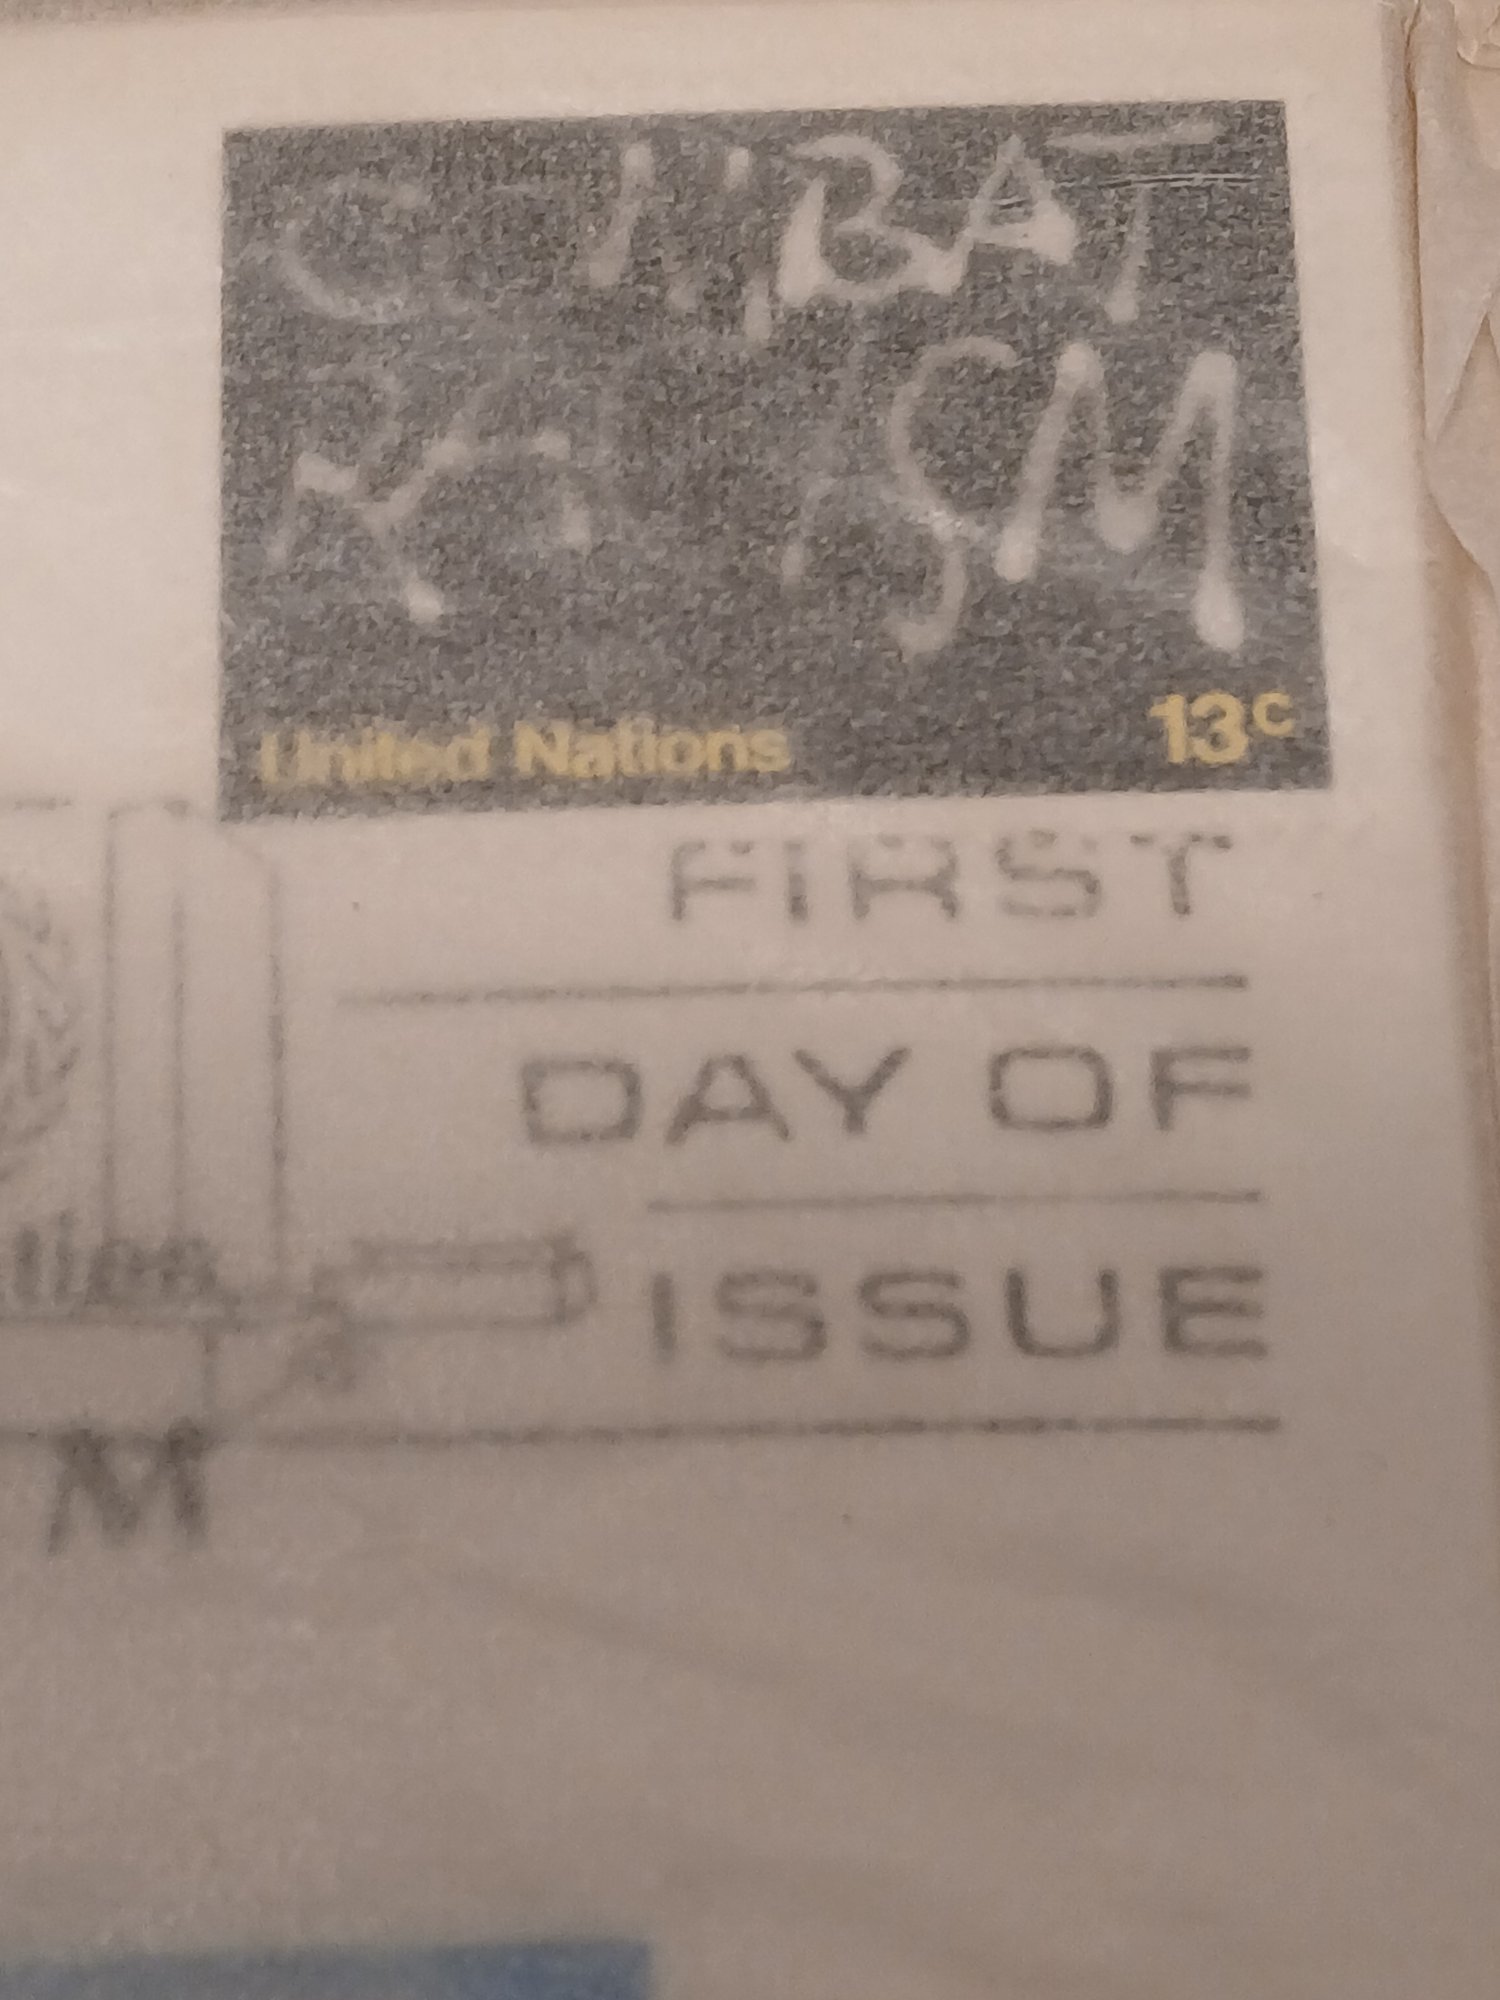 COMBAT
RACISM
United Nations 13c
FIRST
DAY OF
ISSUE
M